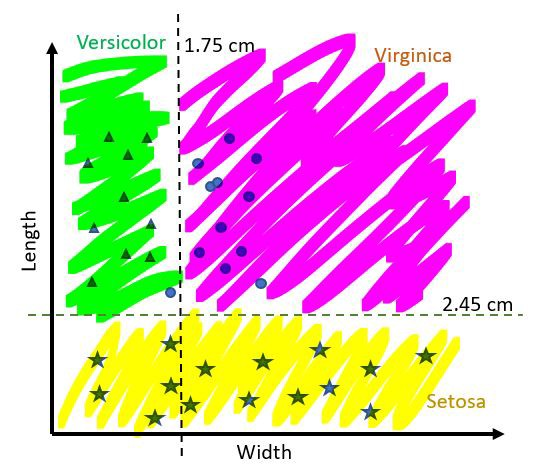 Versicolor
1.75 cm
Virginica
Length
2.45 cm
Setosa
Width